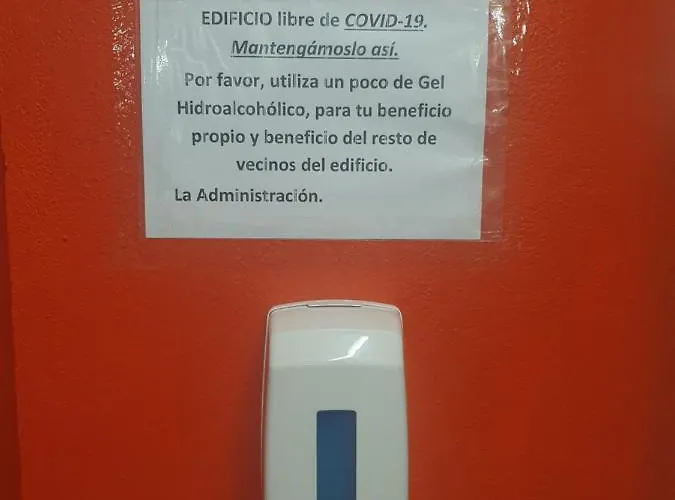 EDIFICIO libre de COVID-19.
Mantengámoslo así.
Por favor, utiliza un poco de Gel
Hidroalcohólico, para tu beneficio
propio y beneficio del resto de
vecinos del edificio.
La Administración.